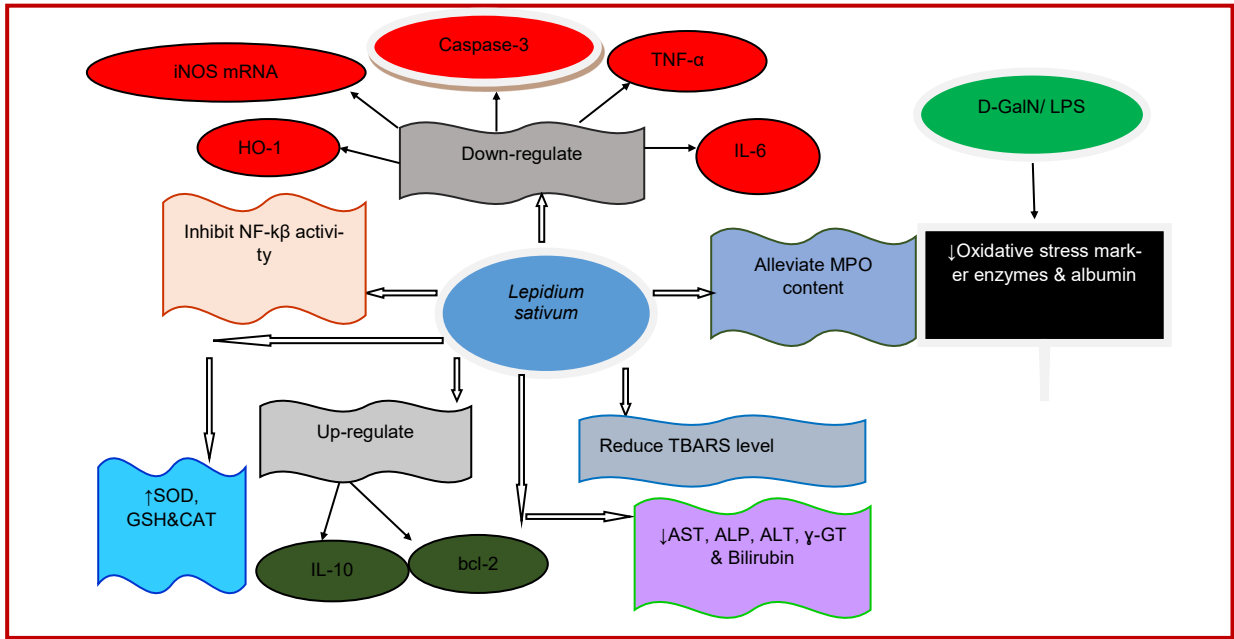 Caspase-3
iNOS mRNA
TNF-α
D-GalN/ LPS
HO-1
Down-regulate
IL-6
Inhibit NF-kβ activi-
ty
Lepidium
sativum
Alleviate MPO
content
↓Oxidative stress mark-
er enzymes & albumin
Up-regulate
Reduce TBARS level
↑SOD,
GSH&CAT
IL-10
bcl-2
↓AST, ALP, ALT, ɣ-GT
& Bilirubin